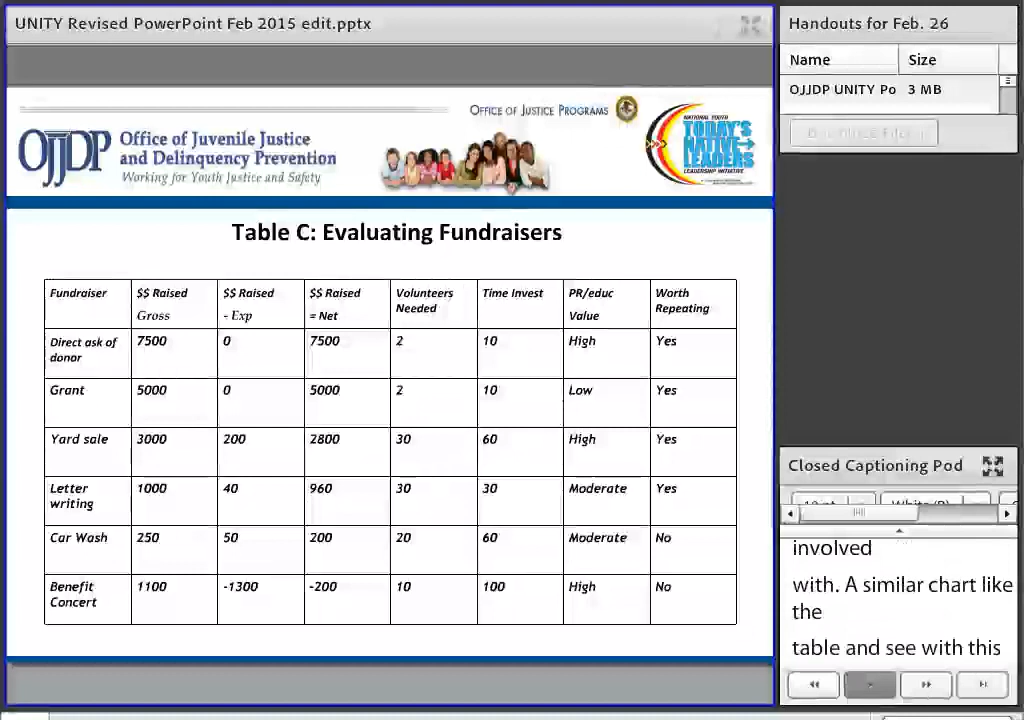 UNITY Revised PowerPoint Feb 2015 edit.pptx
Handouts for Feb. 26
Name Size
OJJDP UNITY Po 3 MB
OFFICE OF JUSTICE PROGRAMS
OJJDP
Office of Juvenile Justice
and Delinquency Prevention
Working for Youth Justice and Safety
NATIONAL YOUTH
TODAY'S
NATIVE
LEADERS
LEADERSHIP INITIATIVE
Table C: Evaluating Fundraisers
Fundraiser $$ Raised Gross $$ Raised - Exp $$ Raised = Net Volunteers Needed Time Invest PR/educ Value Worth Repeating
Direct ask of donor 7500 0 7500 2 10 High Yes
Grant 5000 0 5000 2 10 Low Yes
Yard sale 3000 200 2800 30 60 High Yes
Letter writing 1000 40 960 30 30 Moderate Yes
Car Wash 250 50 200 20 60 Moderate No
Benefit Concert 1100 -1300 -200 10 100 High No
Closed Captioning Pod
involved
with. A similar chart like
the
table and see with this